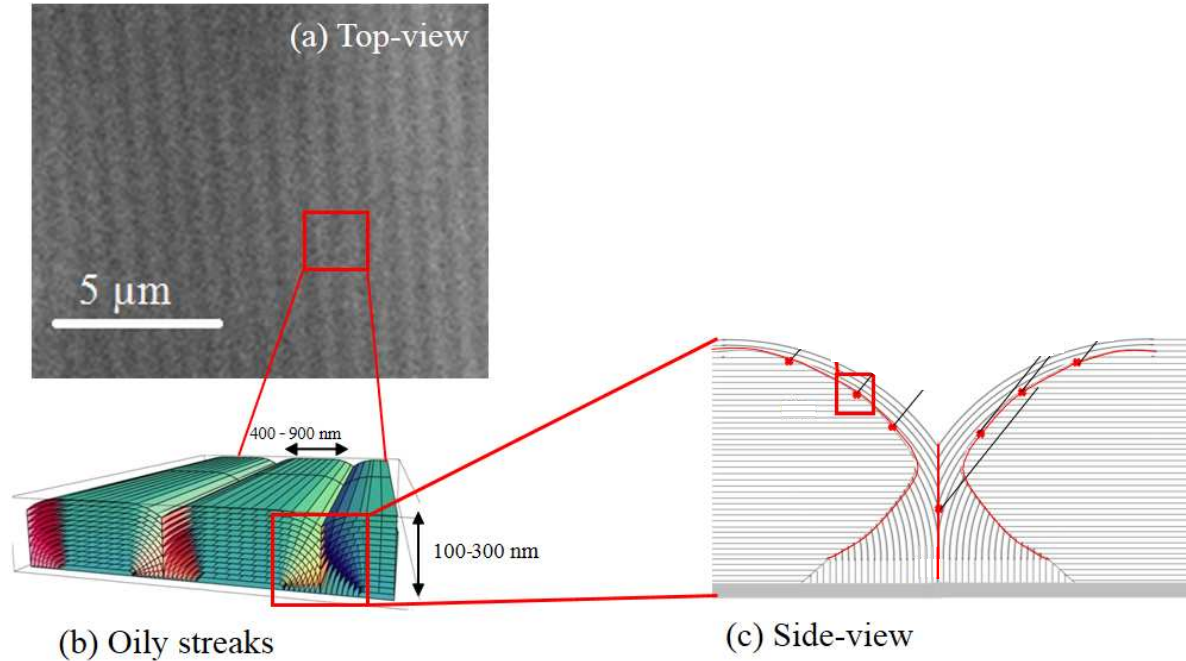 (a) Top-view
5 µm
400 - 900 nm
100-300 nm
(b) Oily streaks
(c) Side-view